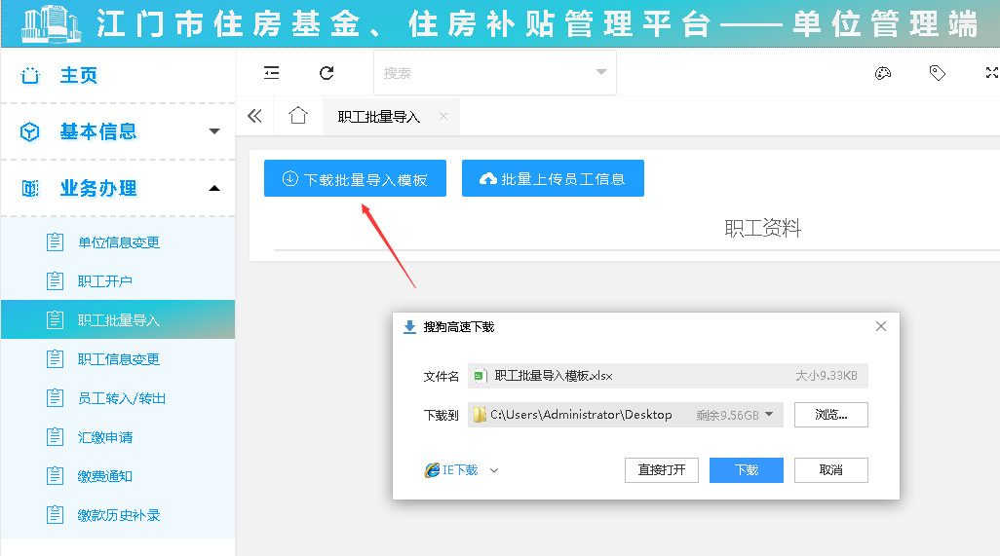 江门市住房基金、住房补贴管理平台——单位管理端
主页
搜索
职工批量导入
基本信息
业务办理
下载批量导入模板
批量上传员工信息
职工资料
单位信息变更
职工开户
职工批量导入
职工信息变更
员工转入/转出
汇缴申请
缴费通知
缴款历史补录
搜狗高速下载
文件名 职工批量导入模板.xlsx 大小9.33KB
下载到 C:\Users\Administrator\Desktop 剩余9.56GB 浏览...
IE下载 直接打开 下载 取消